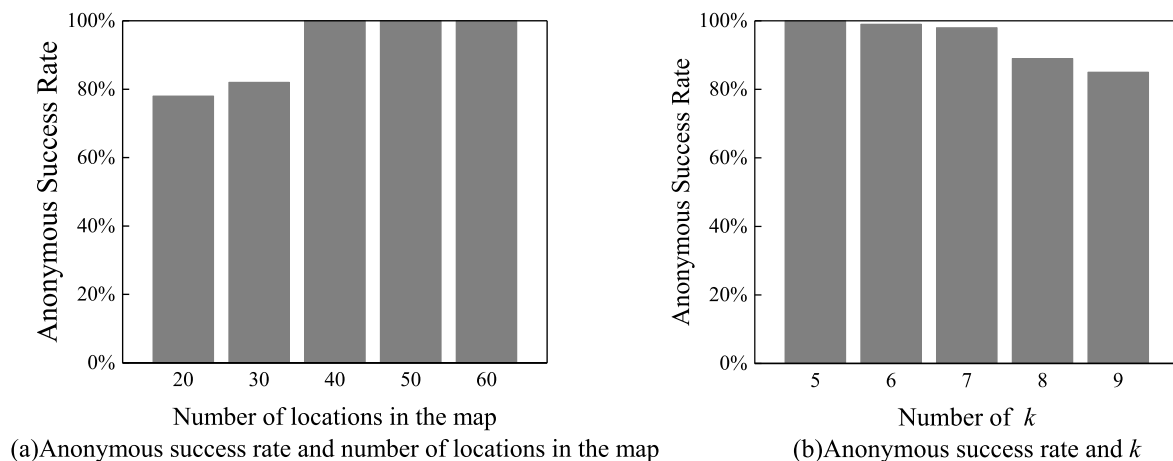 Anonymous Success Rate
100%
80%
60%
40%
20%
0%
20 30 40 50 60
Number of locations in the map
(a)Anonymous success rate and number of locations in the map
Anonymous Success Rate
100%
80%
60%
40%
20%
0%
5 6 7 8 9
Number of k
(b)Anonymous success rate and k